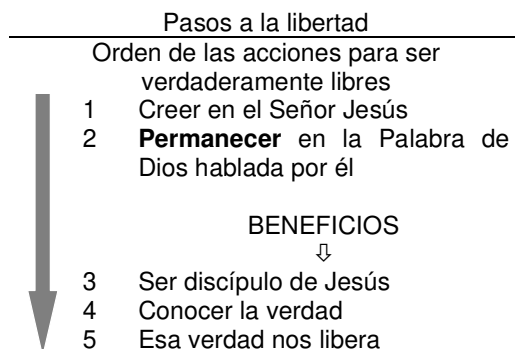 Pasos a la libertad
Orden de las acciones para ser
verdaderamente libres
1 Creer en el Señor Jesús
2 Permanecer en la Palabra de
Dios hablada por él
BENEFICIOS
⇩
3 Ser discípulo de Jesús
4 Conocer la verdad
5 Esa verdad nos libera